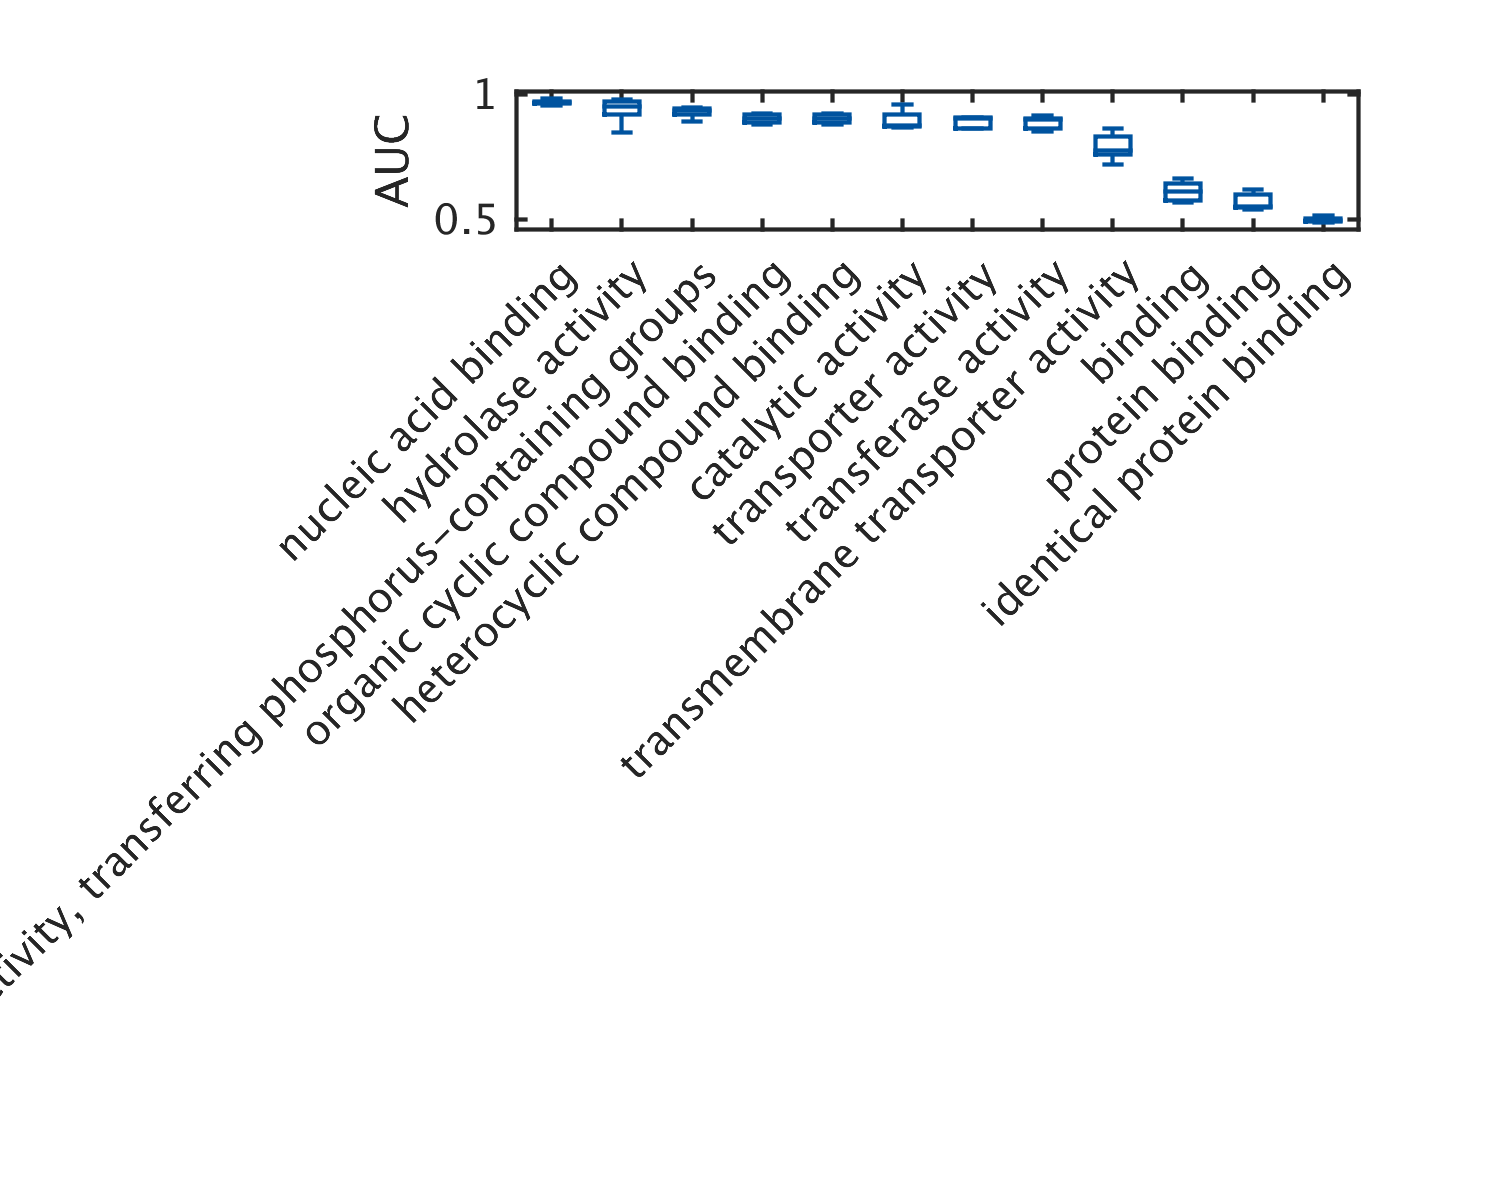 1
AUC
0.5
nucleic acid binding
hydrolase activity
transferring phosphorus-containing groups
organic cyclic compound binding
heterocyclic compound binding
catalytic activity
transporter activity
transferase activity
transmembrane transporter activity
binding
protein binding
identical protein binding